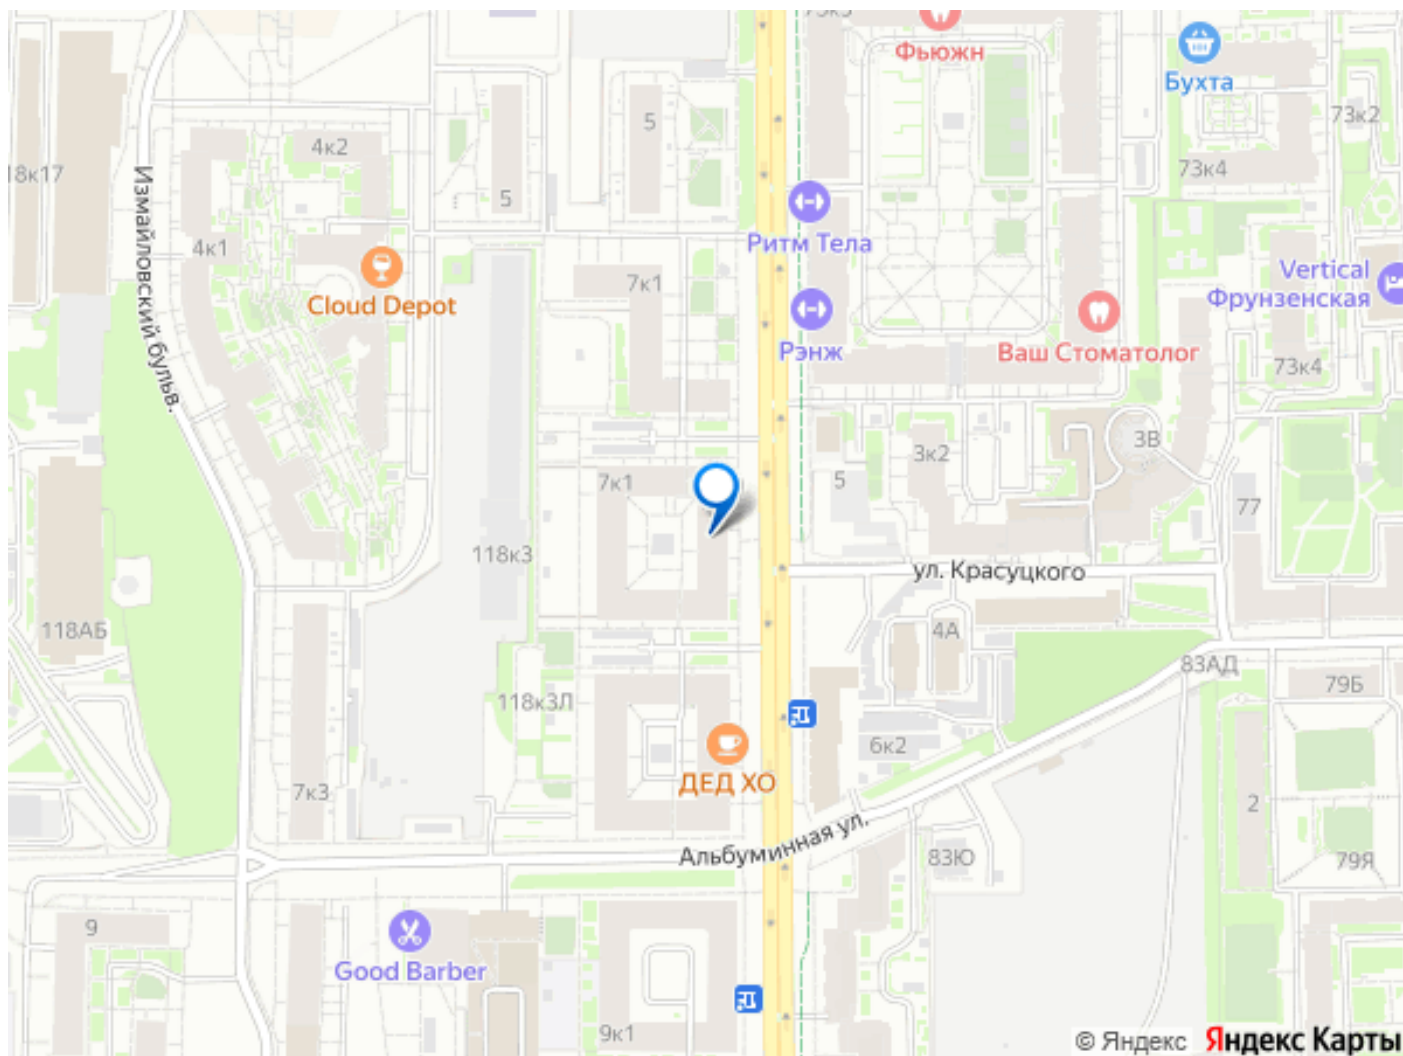 73к3
Фьюжн
Бухта
5
4к2
73к2
18к17
73к4
5
Измайловский бульв.
4к1
Ритм Тела
Vertical
Фрунзенская
7к1
Cloud Depot
Рэнж
Ваш Стоматолог
73к4
3В
3к2
7к1
5
77
118к3
ул. Красуцкого
118АБ
4А
83АД
79Б
118к3Л
6к2
ДЕД ХО
7к3
2
Альбуминная ул.
83Ю
79Я
9
Good Barber
9к1
© Яндекс Яндекс Карты